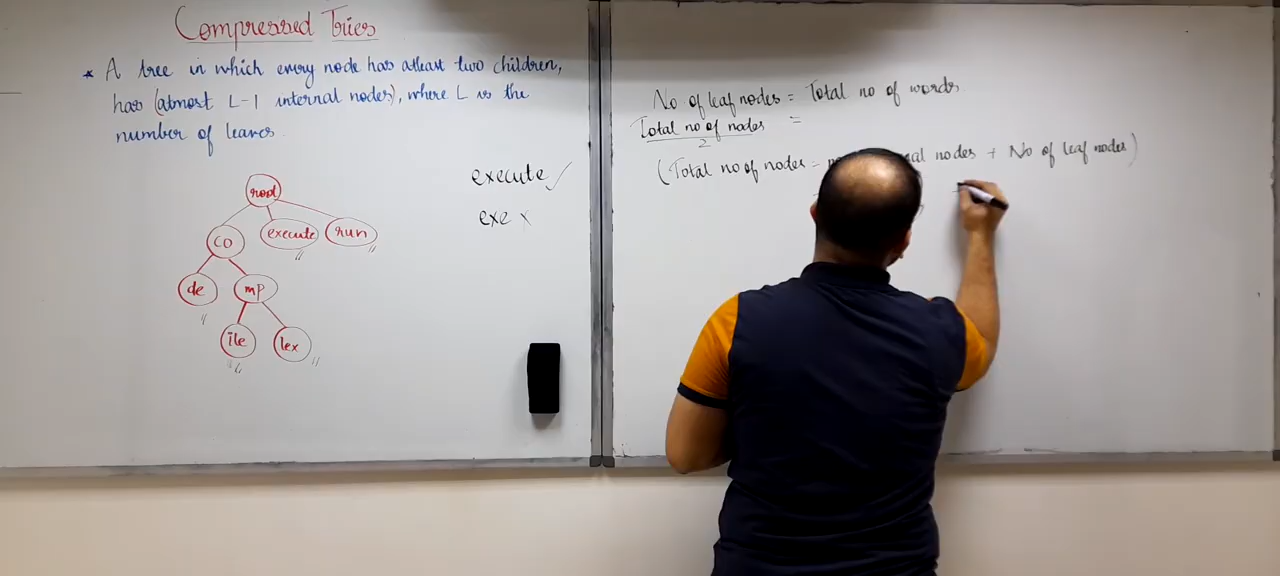 Compressed Tries
* A tree in which every node has atleast two children,
has (atmost L-1 internal nodes), where L is the
number of leaves.
execute ✓
exe x
root
co
execute
run
de
mp
ile
lex
No of leaf nodes = Total no of words.
Total no of nodes =
2
(Total no of nodes = nodes + No of leaf nodes)